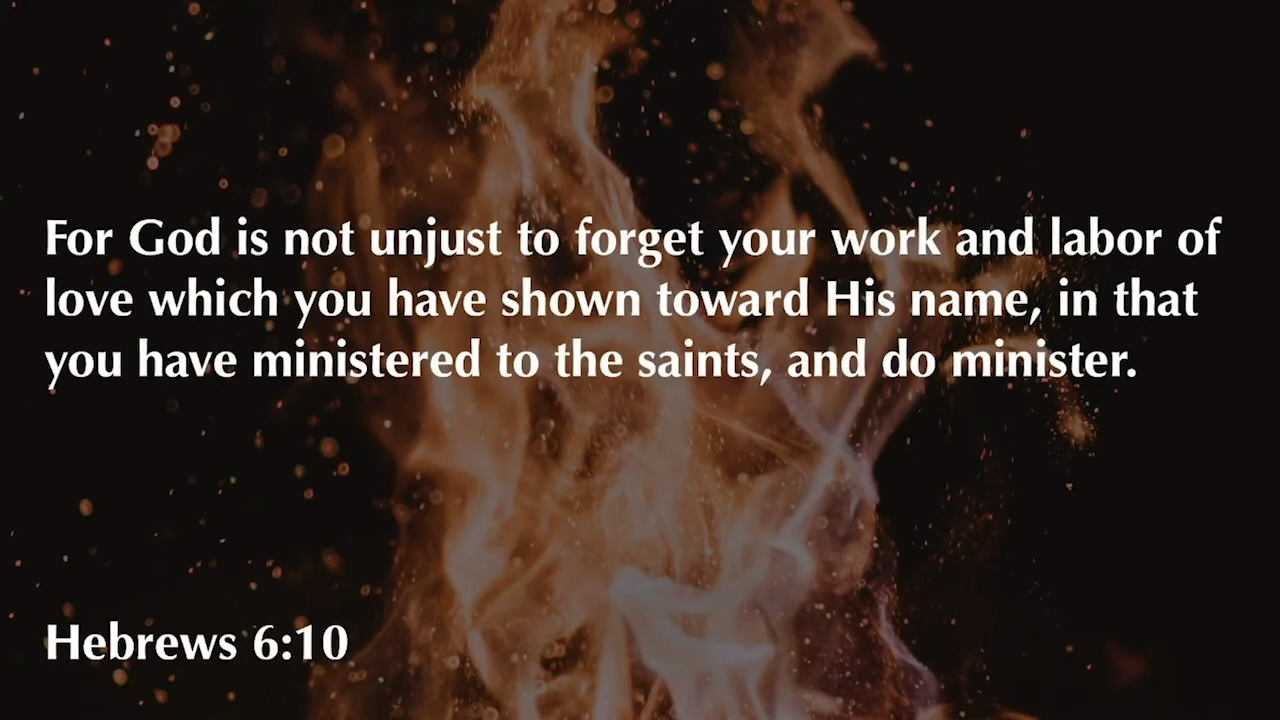 For God is not unjust to forget your work and labor of
love which you have shown toward His name, in that
you have ministered to the saints, and do minister.
Hebrews 6:10